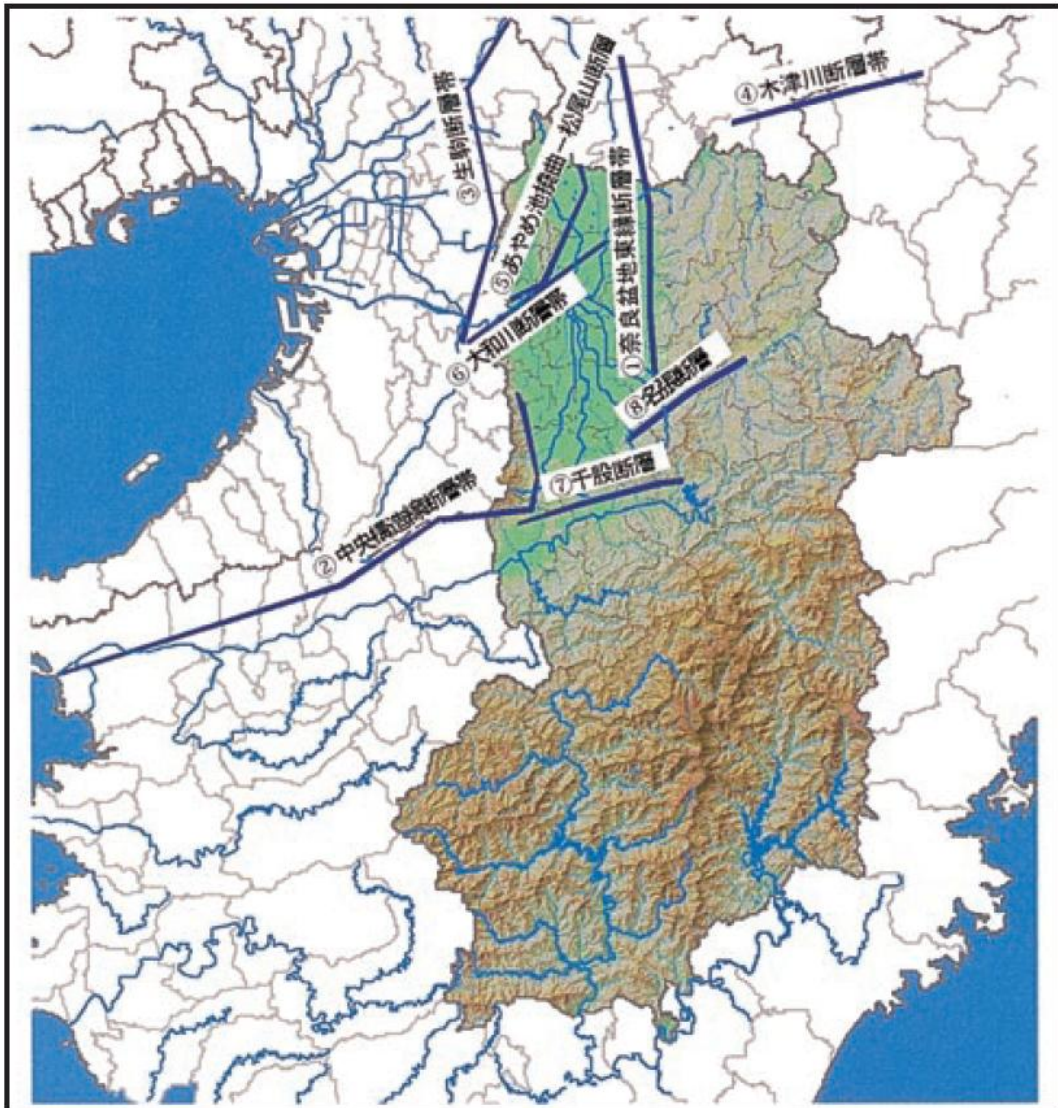 ①奈良盆地東縁断層帯
②中央構造線断層帯
③生駒断層帯
④木津川断層帯
⑤あやめ池撓曲ー松尾山断層
⑥大和川断層帯
⑦千股断層
⑧名張断層